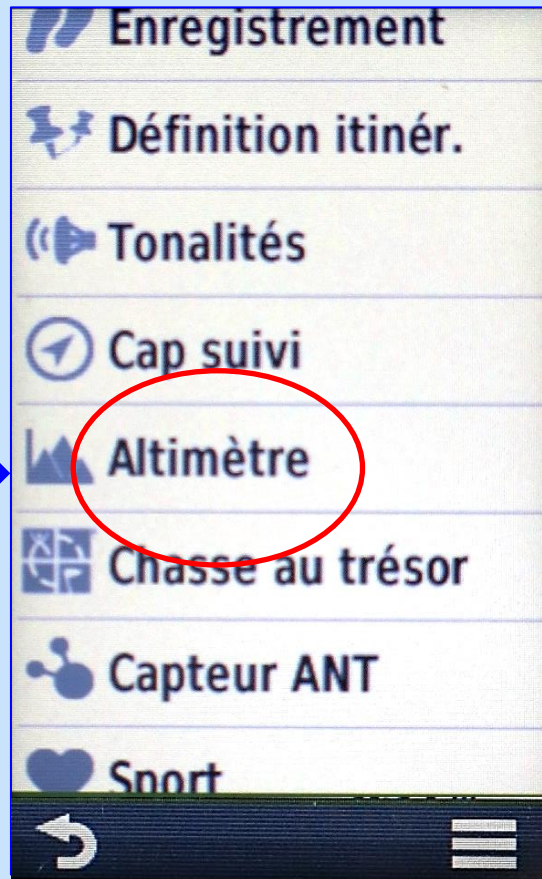 Enregistrement
Définition itinér.
Tonalités
Cap suivi
Altimètre
Chasse au trésor
Capteur ANT
Sport